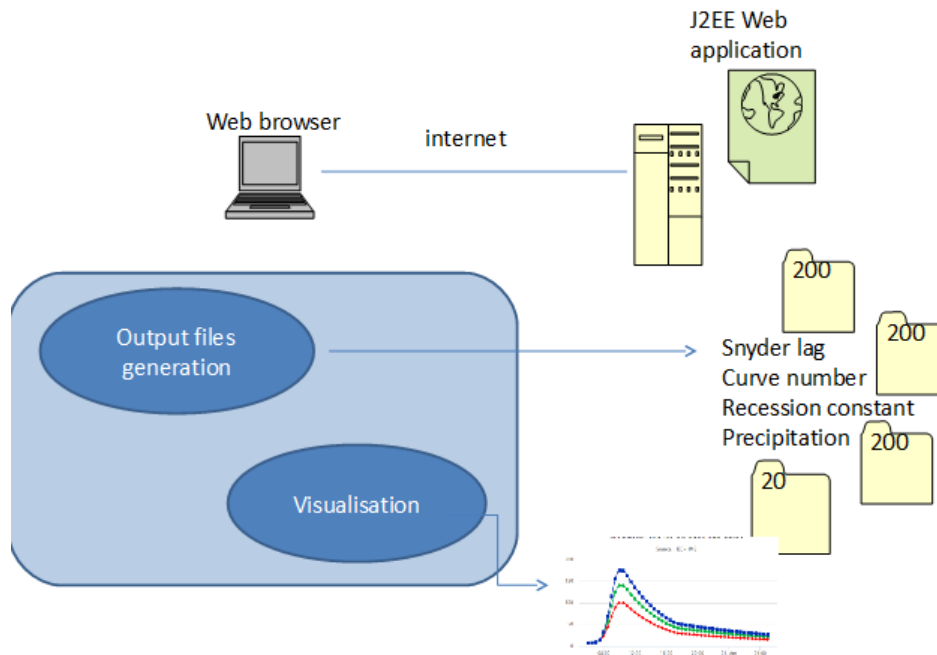 J2EE Web
application
Web browser
internet
200
Output files
generation
200
Snyder lag
Curve number
Recession constant
Precipitation
200
20
Visualisation